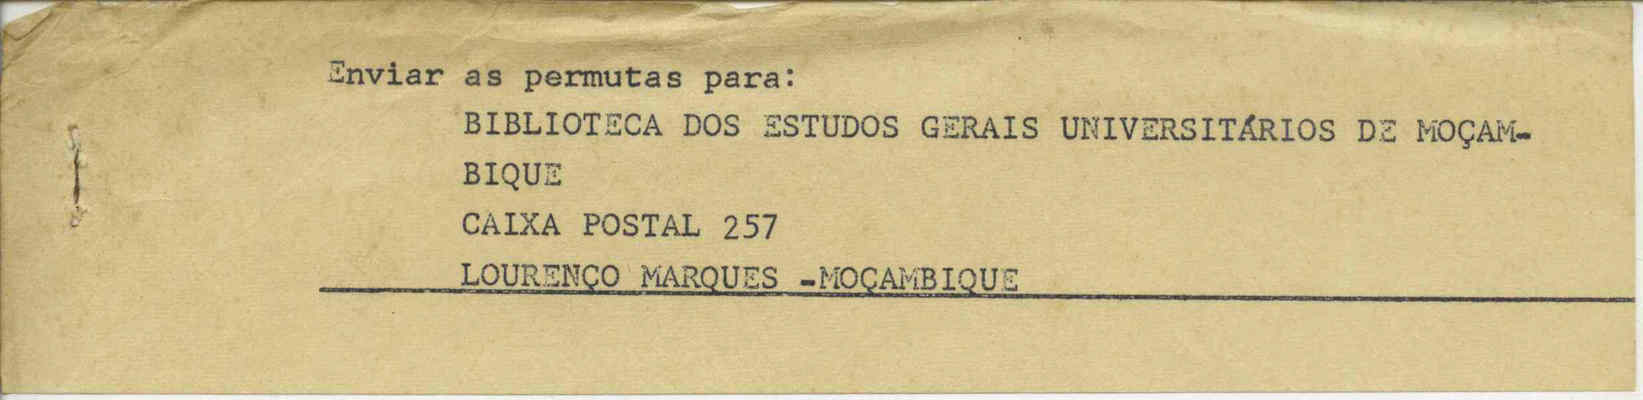 Enviar as permutas para:
BIBLIOTECA DOS ESTUDOS GERAIS UNIVERSITÁRIOS DE MOÇAM-
BIQUE
CAIXA POSTAL 257
LOURENÇO MARQUES -MOÇAMBIQUE